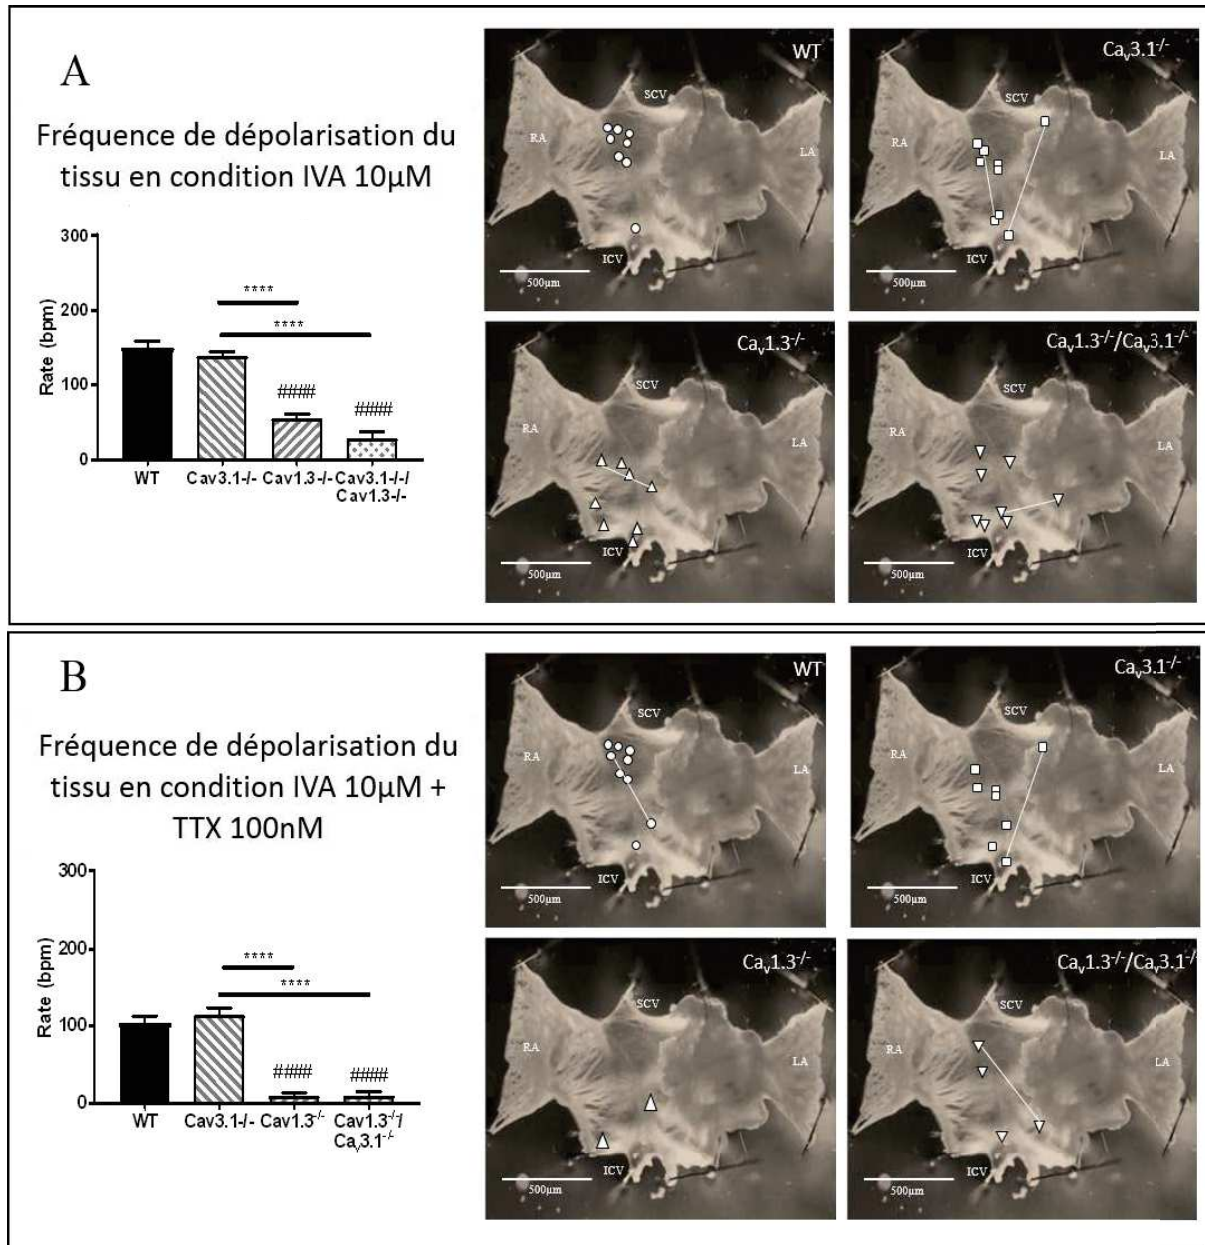 A
Fréquence de dépolarisation du
tissu en condition IVA 10µM
300
200
100
0
Rate (bpm)
****
****
####
####
WT
Cav3.1-/-
Cav1.3-/-
Cav3.1-/-/
Cav1.3-/-
WT
SCV
RA
LA
ICV
500µm
Caᵥ3.1⁻/⁻
SCV
RA
LA
ICV
500µm
Caᵥ1.3⁻/⁻
SCV
RA
LA
ICV
500µm
Caᵥ1.3⁻/⁻/Caᵥ3.1⁻/⁻
SCV
RA
LA
ICV
500µm
B
Fréquence de dépolarisation du
tissu en condition IVA 10µM +
TTX 100nM
300
200
100
0
Rate (bpm)
****
****
####
####
WT
Cav3.1-/-
Cav1.3⁻/⁻
Cav1.3⁻/⁻/
Caᵥ3.1⁻/⁻
WT
SCV
RA
LA
ICV
500µm
Caᵥ3.1⁻/⁻
SCV
RA
LA
ICV
500µm
Caᵥ1.3⁻/⁻
SCV
RA
LA
ICV
500µm
Caᵥ1.3⁻/⁻/Caᵥ3.1⁻/⁻
SCV
RA
LA
ICV
500µm